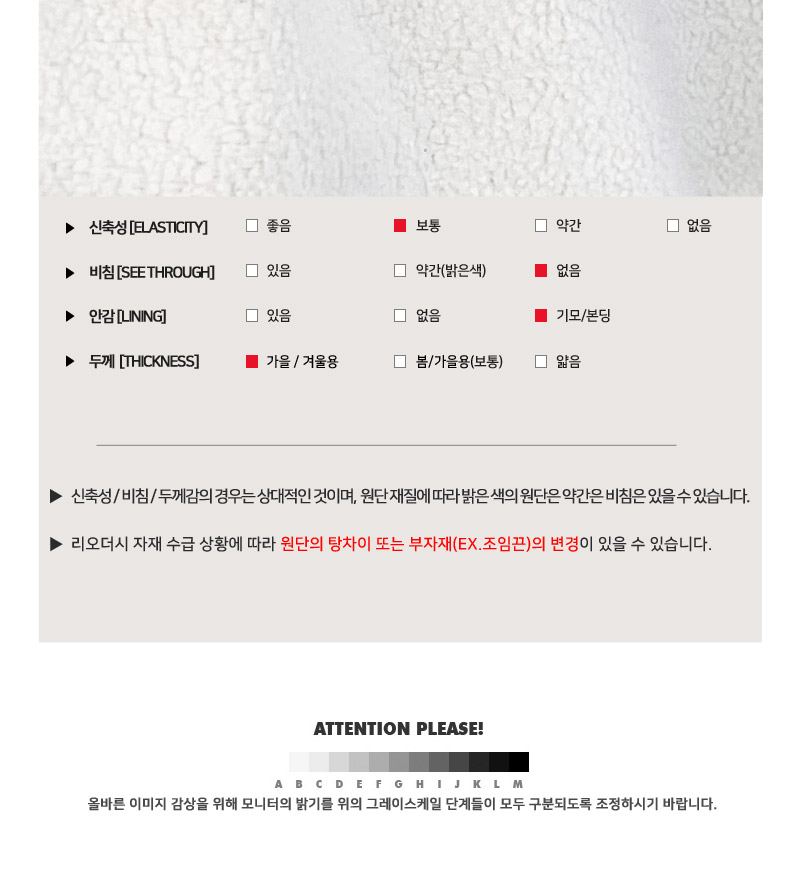 ▶ 신축성 [ELASTICITY] □ 좋음 ■ 보통 □ 약간 □ 없음
▶ 비침 [SEE THROUGH] □ 있음 □ 약간(밝은색) ■ 없음
▶ 안감 [LINING] □ 있음 □ 없음 ■ 기모/본딩
▶ 두께 [THICKNESS] ■ 가을 / 겨울용 □ 봄/가을용(보통) □ 얇음
▶ 신축성 / 비침 / 두께감의 경우는 상대적인 것이며, 원단 재질에 따라 밝은 색의 원단은 약간은 비침은 있을 수 있습니다.
▶ 리오더시 자재 수급 상황에 따라 원단의 탕차이 또는 부자재(EX.조임끈)의 변경이 있을 수 있습니다.
ATTENTION PLEASE!
A B C D E F G H I J K L M
올바른 이미지 감상을 위해 모니터의 밝기를 위의 그레이스케일 단계들이 모두 구분되도록 조정하시기 바랍니다.